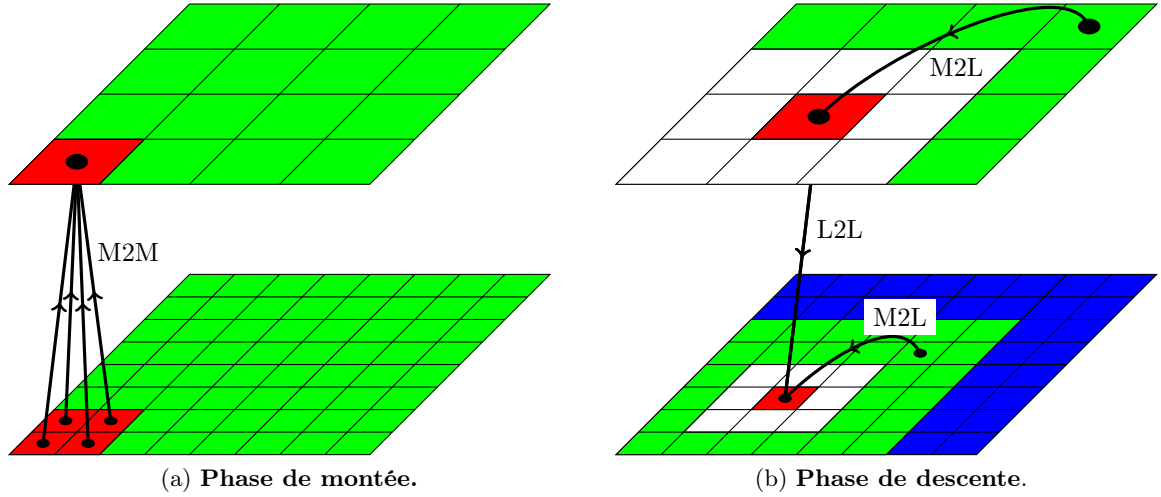 M2L
M2M
L2L
M2L
(a) Phase de montée.
(b) Phase de descente.